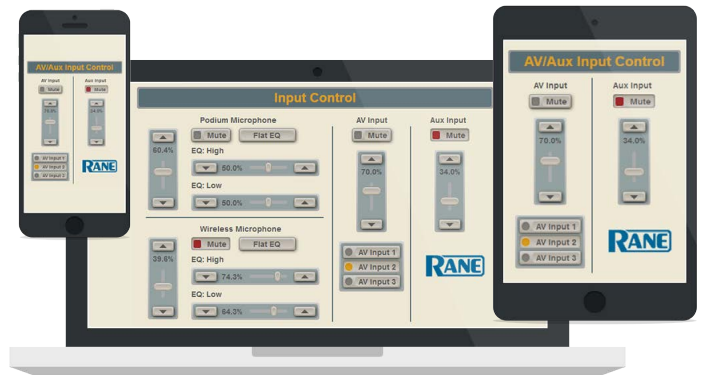 AV/Aux Input Control
AV Input
Aux Input
Mute
Mute
70.0%
34.0%
AV Input 1
AV Input 2
AV Input 3
RANE
Input Control
Podium Microphone
Mute
Flat EQ
60.4%
EQ: High
50.0%
EQ: Low
50.0%
Wireless Microphone
Mute
Flat EQ
39.6%
EQ: High
74.3%
EQ: Low
64.3%
AV Input
Mute
70.0%
AV Input 1
AV Input 2
AV Input 3
Aux Input
Mute
34.0%
RANE
AV/Aux Input Control
AV Input
Aux Input
Mute
Mute
70.0%
34.0%
AV Input 1
AV Input 2
AV Input 3
RANE